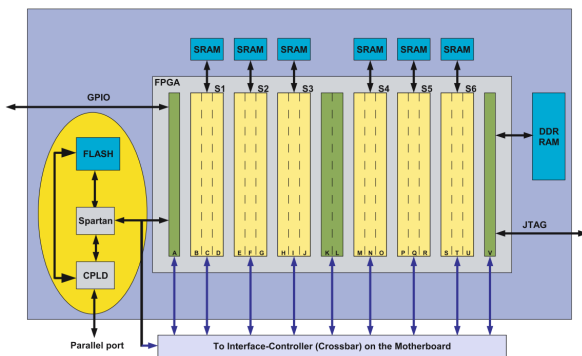 SRAM SRAM SRAM SRAM SRAM SRAM
FPGA
S1 S2 S3 S4 S5 S6
GPIO
FLASH
DDR
RAM
Spartan
JTAG
CPLD
A B C D E F G H I J K L M N O P Q R S T U V
Parallel port
To Interface-Controller (Crossbar) on the Motherboard